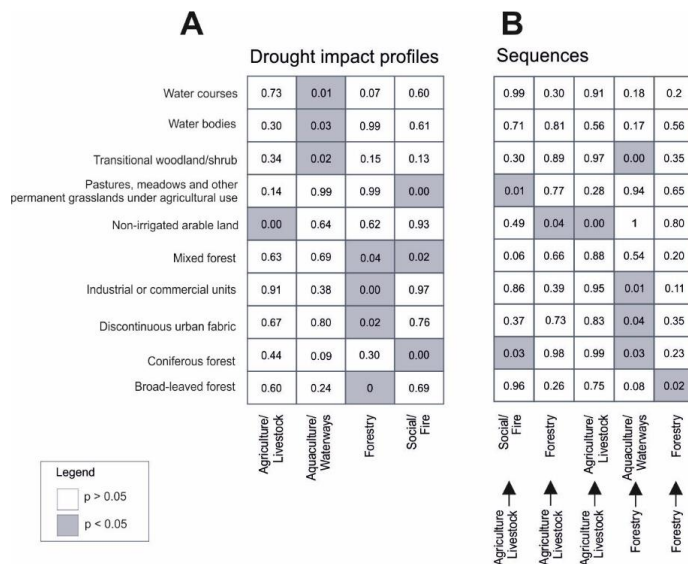 A
B
Drought impact profiles
Sequences
Water courses 0.73 0.01 0.07 0.60 0.99 0.30 0.91 0.18 0.2
Water bodies 0.30 0.03 0.99 0.61 0.71 0.81 0.56 0.17 0.56
Transitional woodland/shrub 0.34 0.02 0.15 0.13 0.30 0.89 0.97 0.00 0.35
Pastures, meadows and other
permanent grasslands under agricultural use 0.14 0.99 0.99 0.00 0.01 0.77 0.28 0.94 0.65
Non-irrigated arable land 0.00 0.64 0.62 0.93 0.49 0.04 0.00 1 0.80
Mixed forest 0.63 0.69 0.04 0.02 0.06 0.66 0.88 0.54 0.20
Industrial or commercial units 0.91 0.38 0.00 0.97 0.86 0.39 0.95 0.01 0.11
Discontinuous urban fabric 0.67 0.80 0.02 0.76 0.37 0.73 0.83 0.04 0.35
Coniferous forest 0.44 0.09 0.30 0.00 0.03 0.98 0.99 0.03 0.23
Broad-leaved forest 0.60 0.24 0 0.69 0.96 0.26 0.75 0.08 0.02
Agriculture/
Livestock
Aquaculture/
Waterways
Forestry
Social/
Fire
Social/
Fire
Forestry
Agriculture/
Livestock
Aquaculture/
Waterways
Forestry
Agriculture
Livestock
Agriculture/
Livestock
Agriculture/
Livestock
Forestry
Forestry
Legend
p > 0.05
p < 0.05